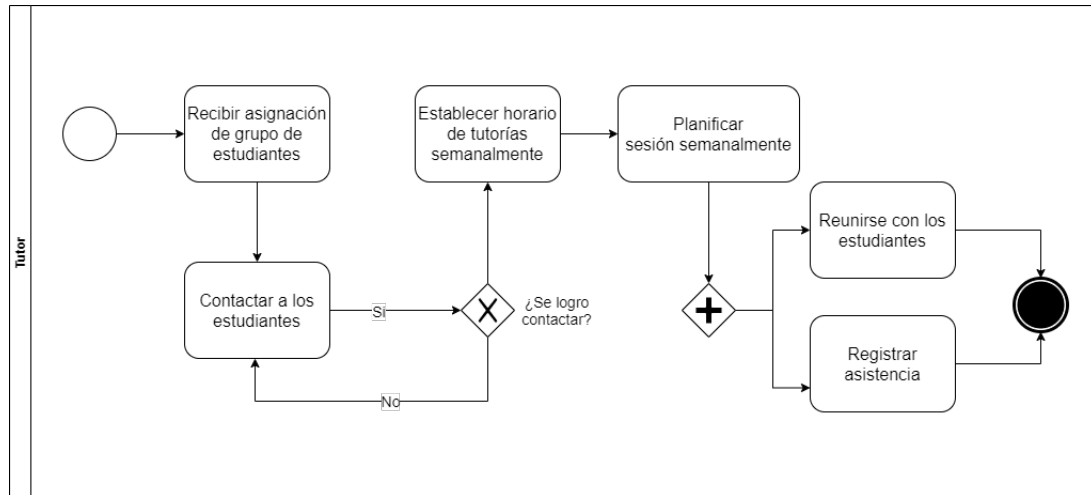 Tutor
Recibir asignación
de grupo de
estudiantes
Establecer horario
de tutorías
semanalmente
Planificar
sesión semanalmente
Contactar a los
estudiantes
Si
¿Se logro
contactar?
No
Reunirse con los
estudiantes
Registrar
asistencia